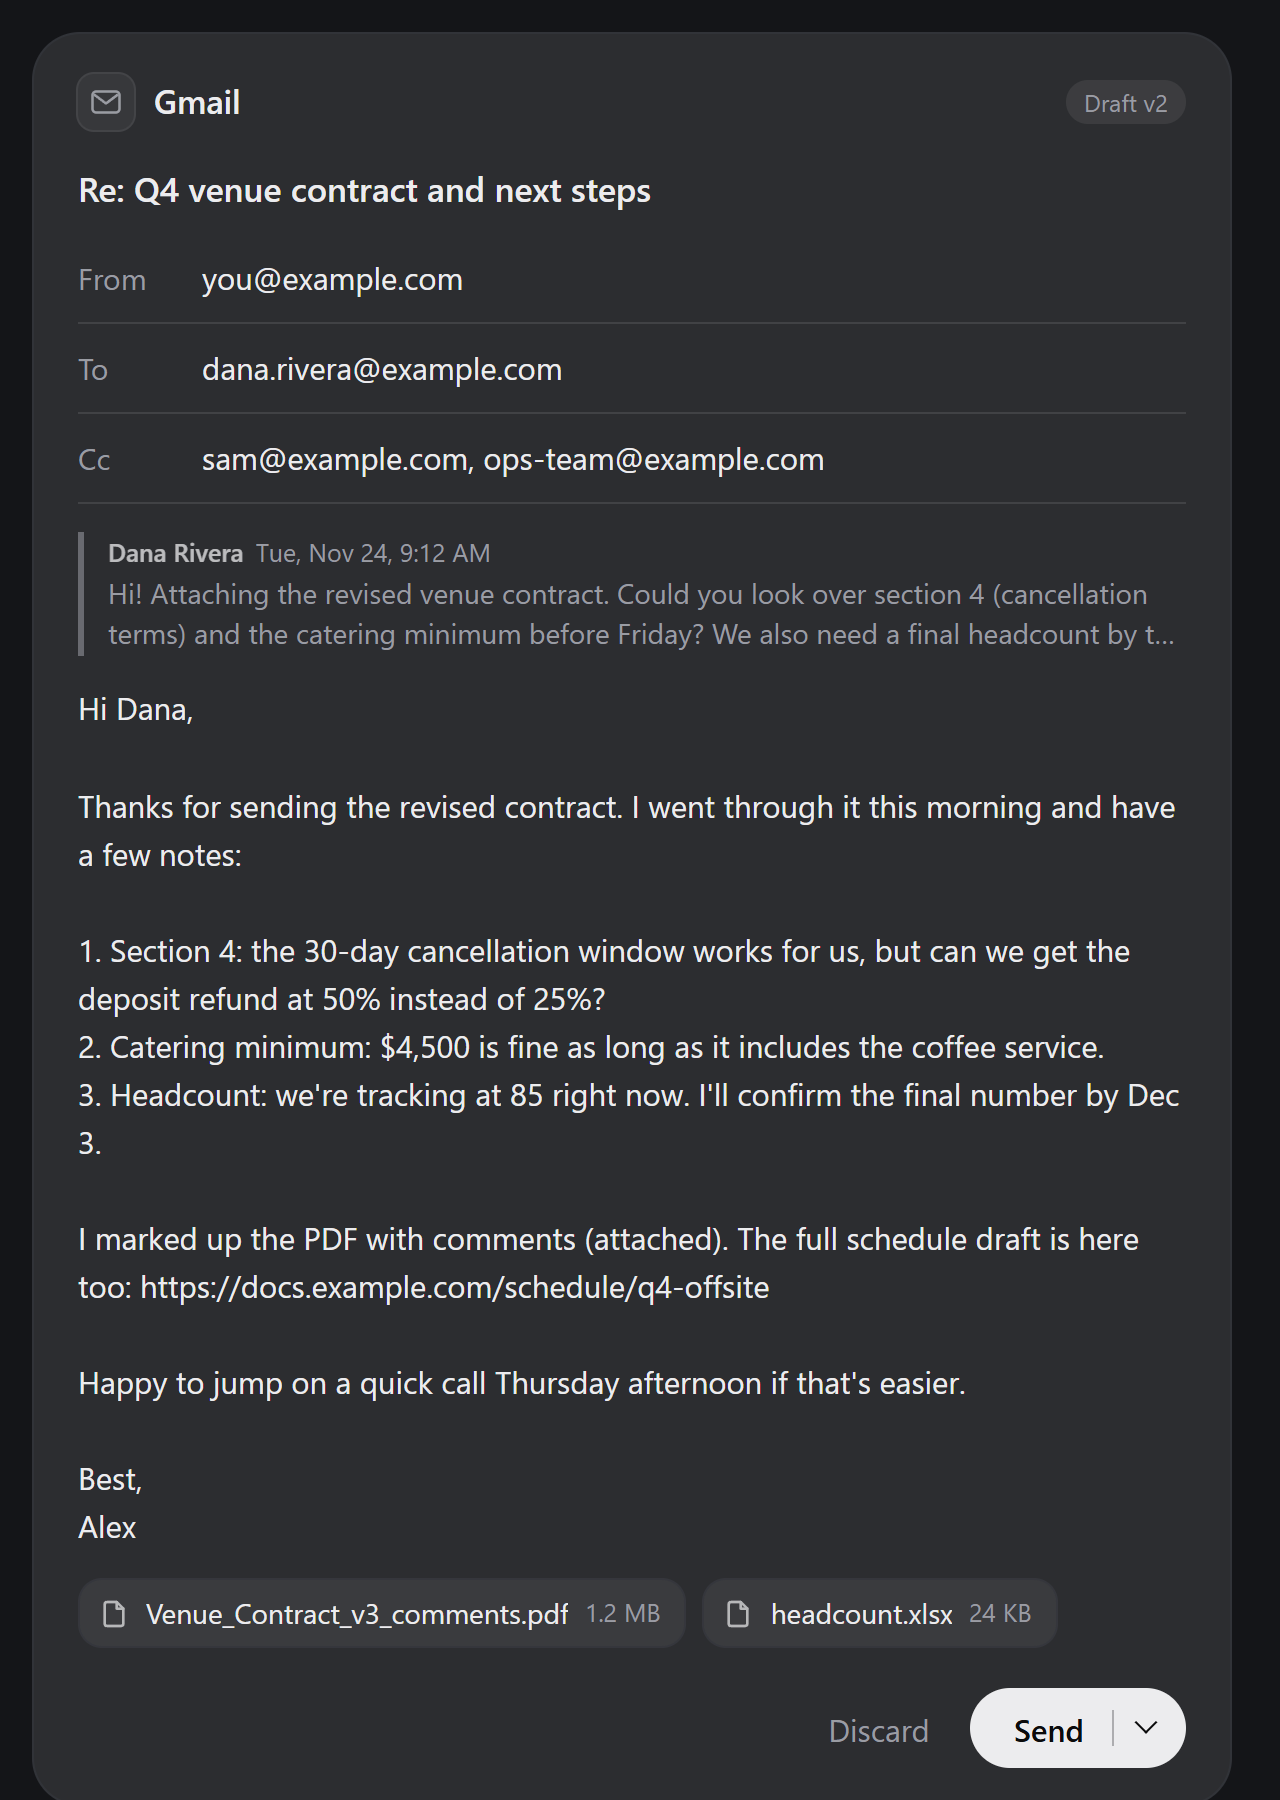 Gmail
Draft v2
Re: Q4 venue contract and next steps
From you@example.com
To dana.rivera@example.com
Cc sam@example.com, ops-team@example.com
Dana Rivera Tue, Nov 24, 9:12 AM
Hi! Attaching the revised venue contract. Could you look over section 4 (cancellation
terms) and the catering minimum before Friday? We also need a final headcount by t...
Hi Dana,
Thanks for sending the revised contract. I went through it this morning and have
a few notes:
1. Section 4: the 30-day cancellation window works for us, but can we get the
deposit refund at 50% instead of 25%?
2. Catering minimum: $4,500 is fine as long as it includes the coffee service.
3. Headcount: we're tracking at 85 right now. I'll confirm the final number by Dec
3.
I marked up the PDF with comments (attached). The full schedule draft is here
too: https://docs.example.com/schedule/q4-offsite
Happy to jump on a quick call Thursday afternoon if that's easier.
Best,
Alex
Venue_Contract_v3_comments.pdf 1.2 MB
headcount.xlsx 24 KB
Discard
Send